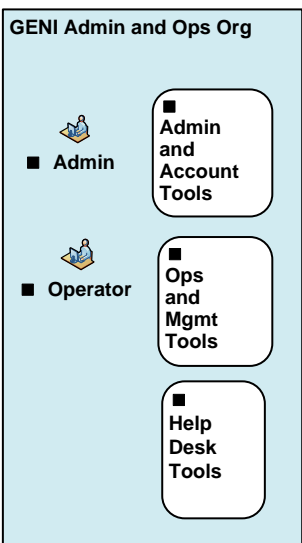 GENI Admin and Ops Org
■
Admin
and
Account
Tools
■ Admin
■
Ops
and
Mgmt
Tools
■ Operator
■
Help
Desk
Tools